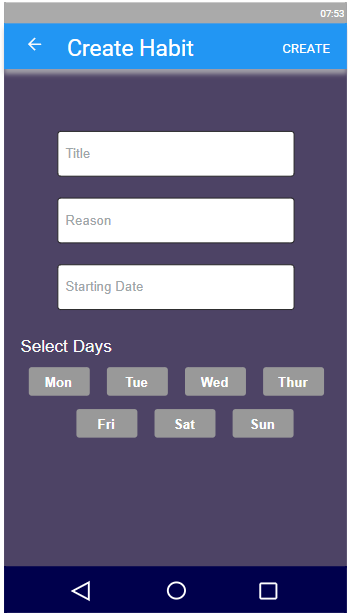 07:53
Create Habit CREATE
Title
Reason
Starting Date
Select Days
Mon Tue Wed Thur
Fri Sat Sun